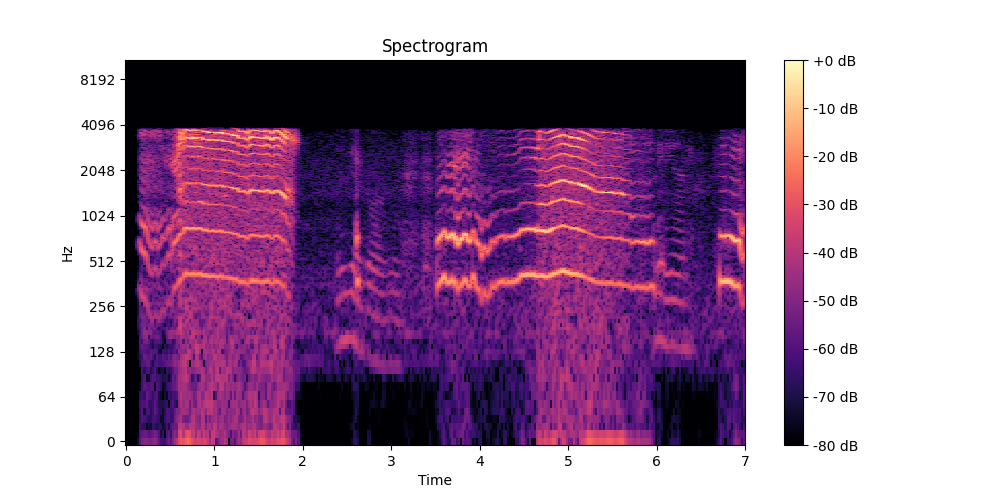 Spectrogram
8192
4096
2048
1024
512
256
128
64
0
Hz
0 1 2 3 4 5 6 7
Time
+0 dB
-10 dB
-20 dB
-30 dB
-40 dB
-50 dB
-60 dB
-70 dB
-80 dB